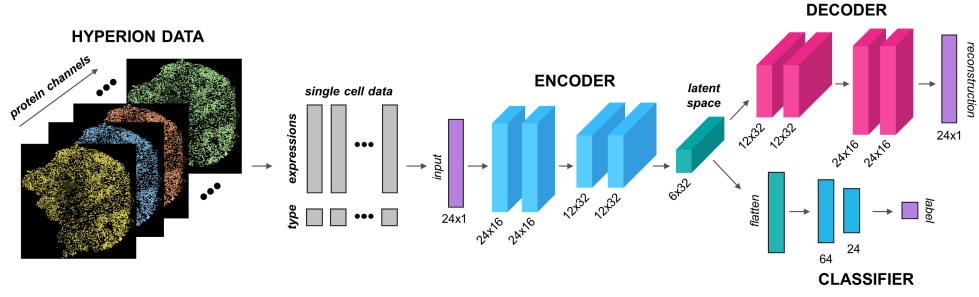 HYPERION DATA
protein channels
single cell data
expressions
type
input
24x1
ENCODER
24x16
24x16
12x32
12x32
latent
space
6x32
DECODER
12x32
12x32
24x16
24x16
reconstruction
24x1
flatten
64
24
label
CLASSIFIER